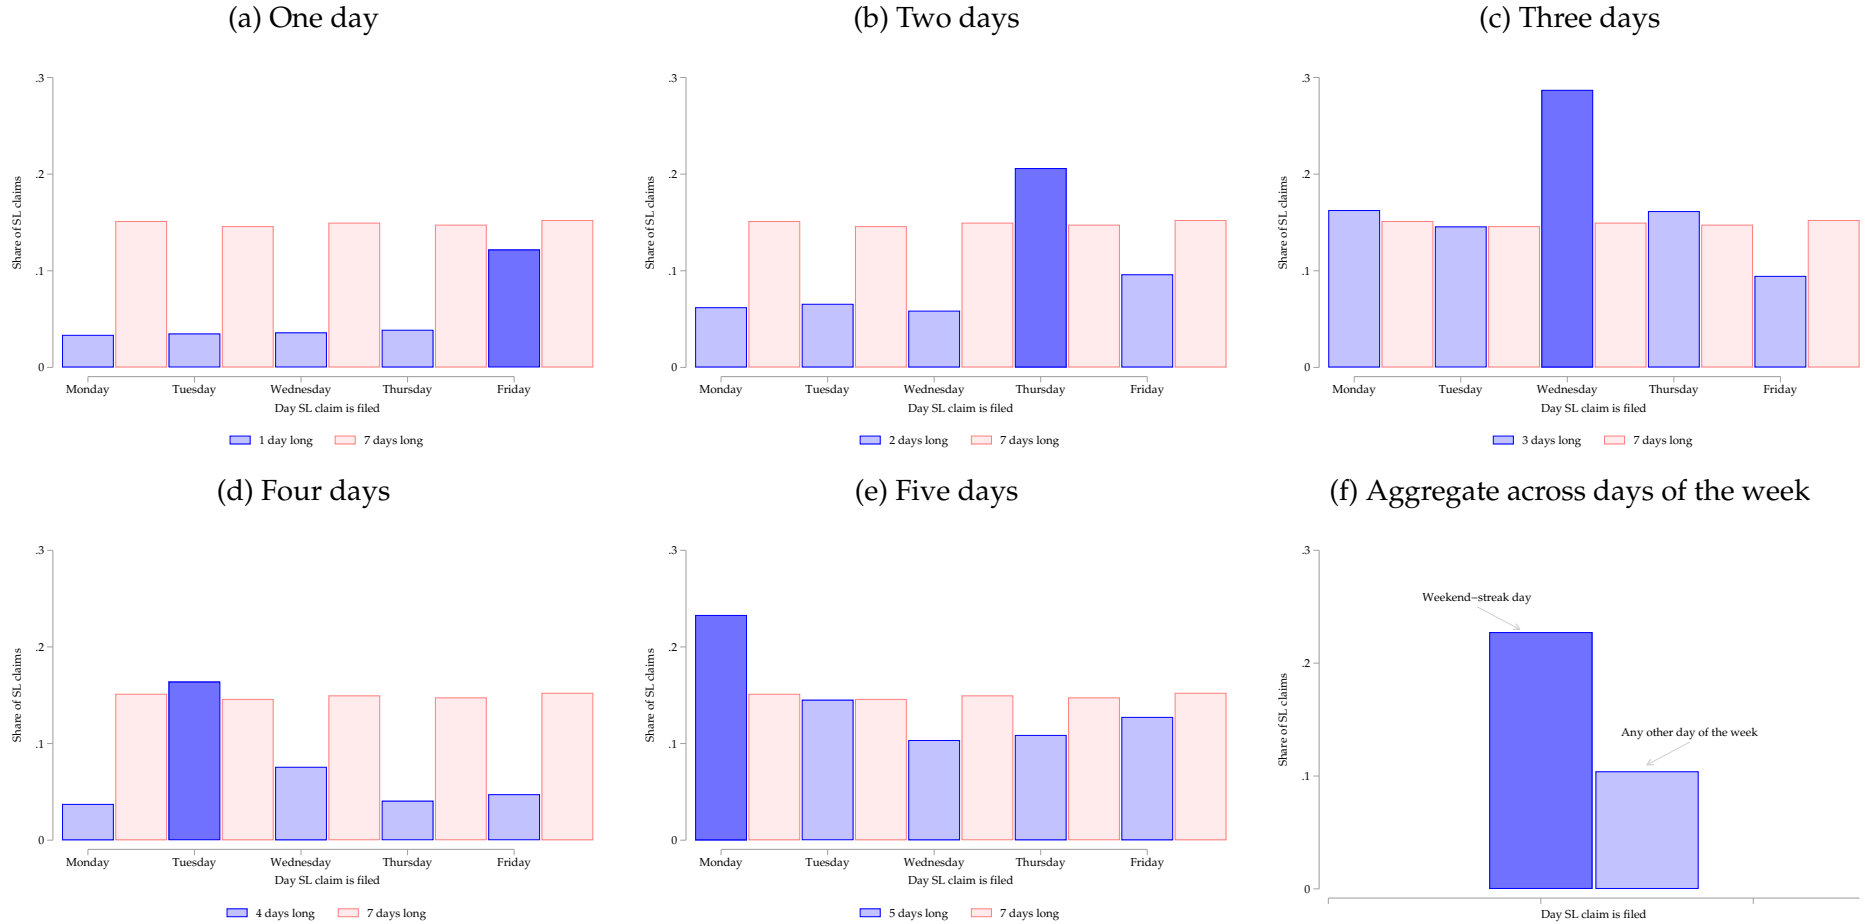 (a) One day
.3
.2
.1
0
Share of SL claims
Monday Tuesday Wednesday Thursday Friday
Day SL claim is filed
1 day long 7 days long
(b) Two days
.3
.2
.1
0
Share of SL claims
Monday Tuesday Wednesday Thursday Friday
Day SL claim is filed
2 days long 7 days long
(c) Three days
.3
.2
.1
0
Share of SL claims
Monday Tuesday Wednesday Thursday Friday
Day SL claim is filed
3 days long 7 days long
(d) Four days
.3
.2
.1
0
Share of SL claims
Monday Tuesday Wednesday Thursday Friday
Day SL claim is filed
4 days long 7 days long
(e) Five days
.3
.2
.1
0
Share of SL claims
Monday Tuesday Wednesday Thursday Friday
Day SL claim is filed
5 days long 7 days long
(f) Aggregate across days of the week
.3
.2
.1
0
Share of SL claims
Weekend−streak day
Any other day of the week
Day SL claim is filed